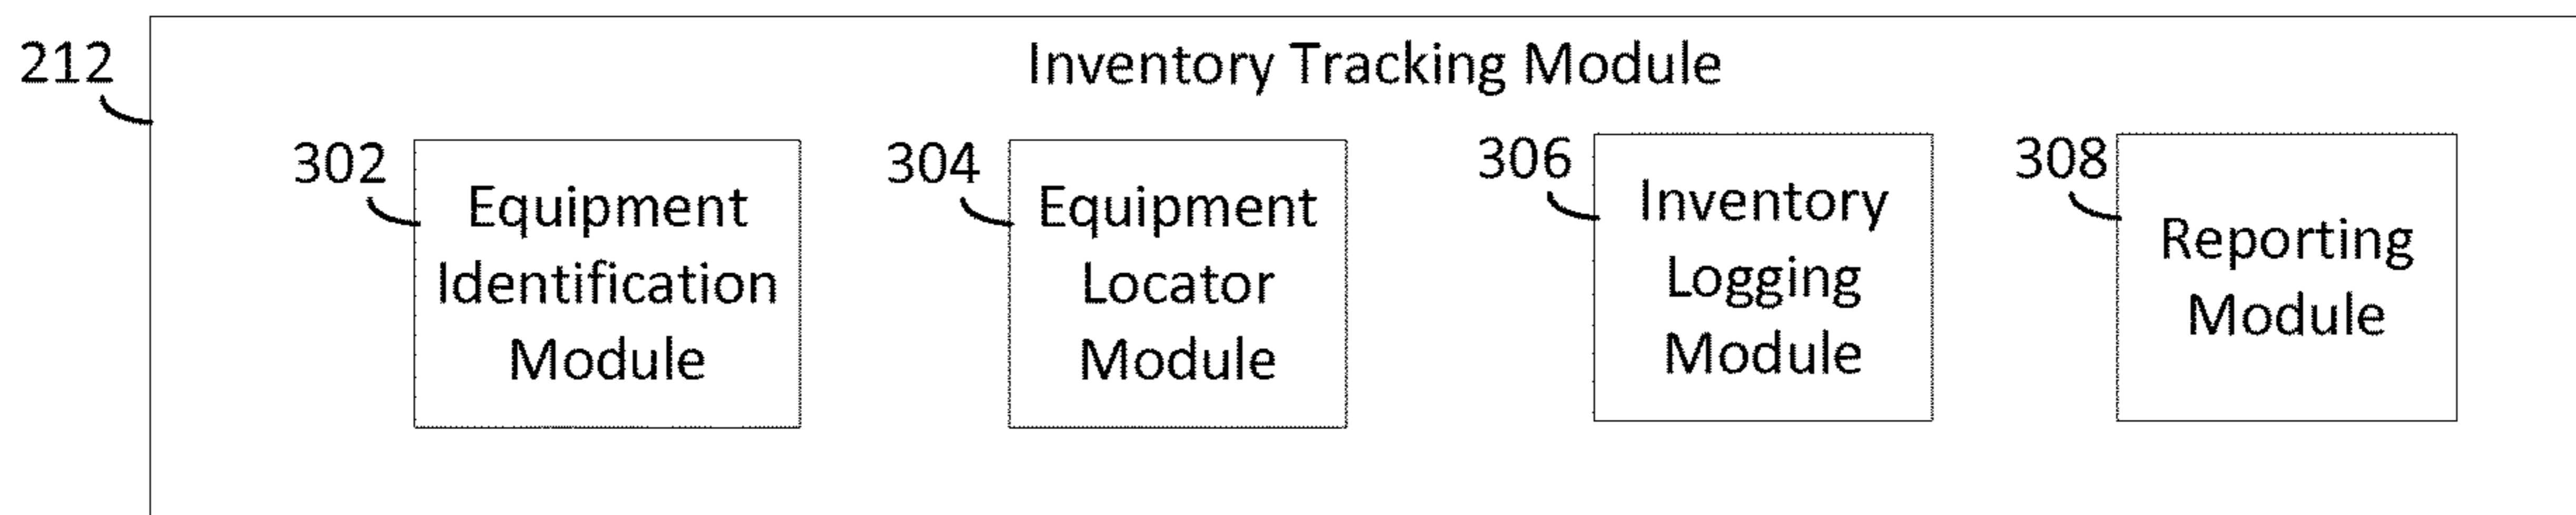 212
Inventory Tracking Module
302
Equipment
Identification
Module
304
Equipment
Locator
Module
306
Inventory
Logging
Module
308
Reporting
Module